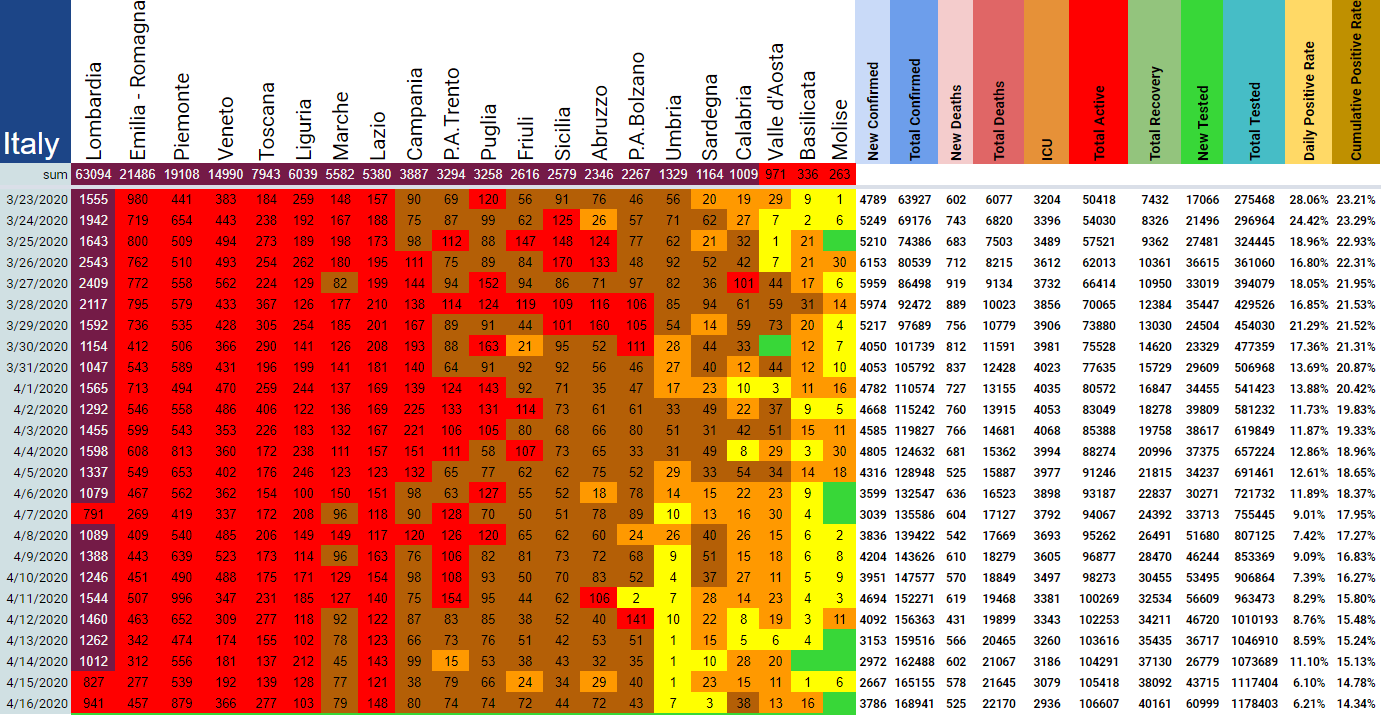 Italy Lombardia Emilia - Romagna Piemonte Veneto Toscana Liguria Marche Lazio Campania P.A.Trento Puglia Friuli Sicilia Abruzzo P.A.Bolzano Umbria Sardegna Calabria Valle d'Aosta Basilicata Molise New Confirmed Total Confirmed New Deaths Total Deaths ICU Total Active Total Recovery New Tested Total Tested Daily Positive Rate Cumulative Positive Rate
sum 63094 21486 19108 14990 7943 6039 5582 5380 3887 3294 3258 2616 2579 2346 2267 1329 1164 1009 971 336 263
3/23/2020 1555 980 441 383 184 259 148 157 90 69 120 56 91 76 46 56 20 19 29 9 1 4789 63927 602 6077 3204 50418 7432 17066 275468 28.06% 23.21%
3/24/2020 1942 719 654 443 238 192 167 188 75 87 99 62 125 26 57 71 62 27 7 2 6 5249 69176 743 6820 3396 54030 8326 21496 296964 24.42% 23.29%
3/25/2020 1643 800 509 494 273 189 198 173 98 112 88 147 148 124 77 62 21 32 1 21 5210 74386 683 7503 3489 57521 9362 27481 324445 18.96% 22.93%
3/26/2020 2543 762 510 493 254 262 180 195 111 75 89 84 170 133 48 92 52 42 7 21 30 6153 80539 712 8215 3612 62013 10361 36615 361060 16.80% 22.31%
3/27/2020 2409 772 558 562 224 129 82 199 144 94 152 94 86 71 97 82 36 101 44 17 6 5959 86498 919 9134 3732 66414 10950 33019 394079 18.05% 21.95%
3/28/2020 2117 795 579 433 367 126 177 210 138 114 124 119 109 116 106 85 94 61 59 31 14 5974 92472 889 10023 3856 70065 12384 35447 429526 16.85% 21.53%
3/29/2020 1592 736 535 428 305 254 185 201 167 89 91 44 101 160 105 54 14 59 73 20 4 5217 97689 756 10779 3906 73880 13030 24504 454030 21.29% 21.52%
3/30/2020 1154 412 506 366 290 141 126 208 193 88 163 21 95 52 111 28 44 33 12 7 4050 101739 812 11591 3981 75528 14620 23329 477359 17.36% 21.31%
3/31/2020 1047 543 589 431 196 199 141 181 140 64 91 92 92 56 46 27 40 12 44 12 10 4053 105792 837 12428 4023 77635 15729 29609 506968 13.69% 20.87%
4/1/2020 1565 713 494 470 259 244 137 169 139 124 143 92 71 35 47 17 23 10 3 11 16 4782 110574 727 13155 4035 80572 16847 34455 541423 13.88% 20.42%
4/2/2020 1292 546 558 486 406 122 136 169 225 133 131 114 73 61 61 33 49 22 37 9 5 4668 115242 760 13915 4053 83049 18278 39809 581232 11.73% 19.83%
4/3/2020 1455 599 543 353 226 183 132 167 221 106 105 80 68 66 80 51 31 42 51 15 11 4585 119827 766 14681 4068 85388 19758 38617 619849 11.87% 19.33%
4/4/2020 1598 608 813 360 172 238 111 157 151 111 58 107 73 65 33 31 49 8 29 3 30 4805 124632 681 15362 3994 88274 20996 37375 657224 12.86% 18.96%
4/5/2020 1337 549 653 402 176 246 123 123 132 65 77 62 62 75 52 29 33 54 34 14 18 4316 128948 525 15887 3977 91246 21815 34237 691461 12.61% 18.65%
4/6/2020 1079 467 562 362 154 100 150 151 98 63 127 55 52 18 78 14 15 22 23 9 3599 132547 636 16523 3898 93187 22837 30271 721732 11.89% 18.37%
4/7/2020 791 269 419 337 172 208 96 118 90 128 70 50 51 78 89 10 13 16 30 4 3039 135586 604 17127 3792 94067 24392 33713 755445 9.01% 17.95%
4/8/2020 1089 409 540 485 206 149 149 117 120 126 120 65 62 60 24 26 40 26 15 6 2 3836 139422 542 17669 3693 95262 26491 51680 807125 7.42% 17.27%
4/9/2020 1388 443 639 523 173 114 96 163 76 106 82 81 73 72 68 9 51 15 18 6 8 4204 143626 610 18279 3605 96877 28470 46244 853369 9.09% 16.83%
4/10/2020 1246 451 490 488 175 171 129 154 98 108 93 50 70 83 52 4 37 27 11 5 9 3951 147577 570 18849 3497 98273 30455 53495 906864 7.39% 16.27%
4/11/2020 1544 507 996 347 231 185 127 140 75 154 95 44 62 106 2 7 28 14 23 4 3 4694 152271 619 19468 3381 100269 32534 56609 963473 8.29% 15.80%
4/12/2020 1460 463 652 309 277 118 92 122 87 83 85 38 52 40 141 11 22 8 19 3 11 4092 156363 431 19899 3343 102253 34211 46720 1010193 8.76% 15.48%
4/13/2020 1262 342 474 174 155 102 78 123 66 73 76 51 42 53 51 1 15 5 6 4 3153 159516 566 20465 3260 103616 35435 36717 1046910 8.59% 15.24%
4/14/2020 1012 312 556 181 137 212 45 143 99 15 53 38 43 32 35 1 10 28 20 2972 162488 602 21067 3186 104291 37130 26779 1073689 11.10% 15.13%
4/15/2020 827 277 539 192 139 128 77 121 38 79 66 24 34 29 40 1 23 15 11 1 6 2667 165155 578 21645 3079 105418 38092 43715 1117404 6.10% 14.78%
4/16/2020 941 457 879 366 277 103 79 148 80 74 74 72 44 72 43 7 3 38 13 16 3786 168941 525 22170 2936 106607 40161 60999 1178403 6.21% 14.34%